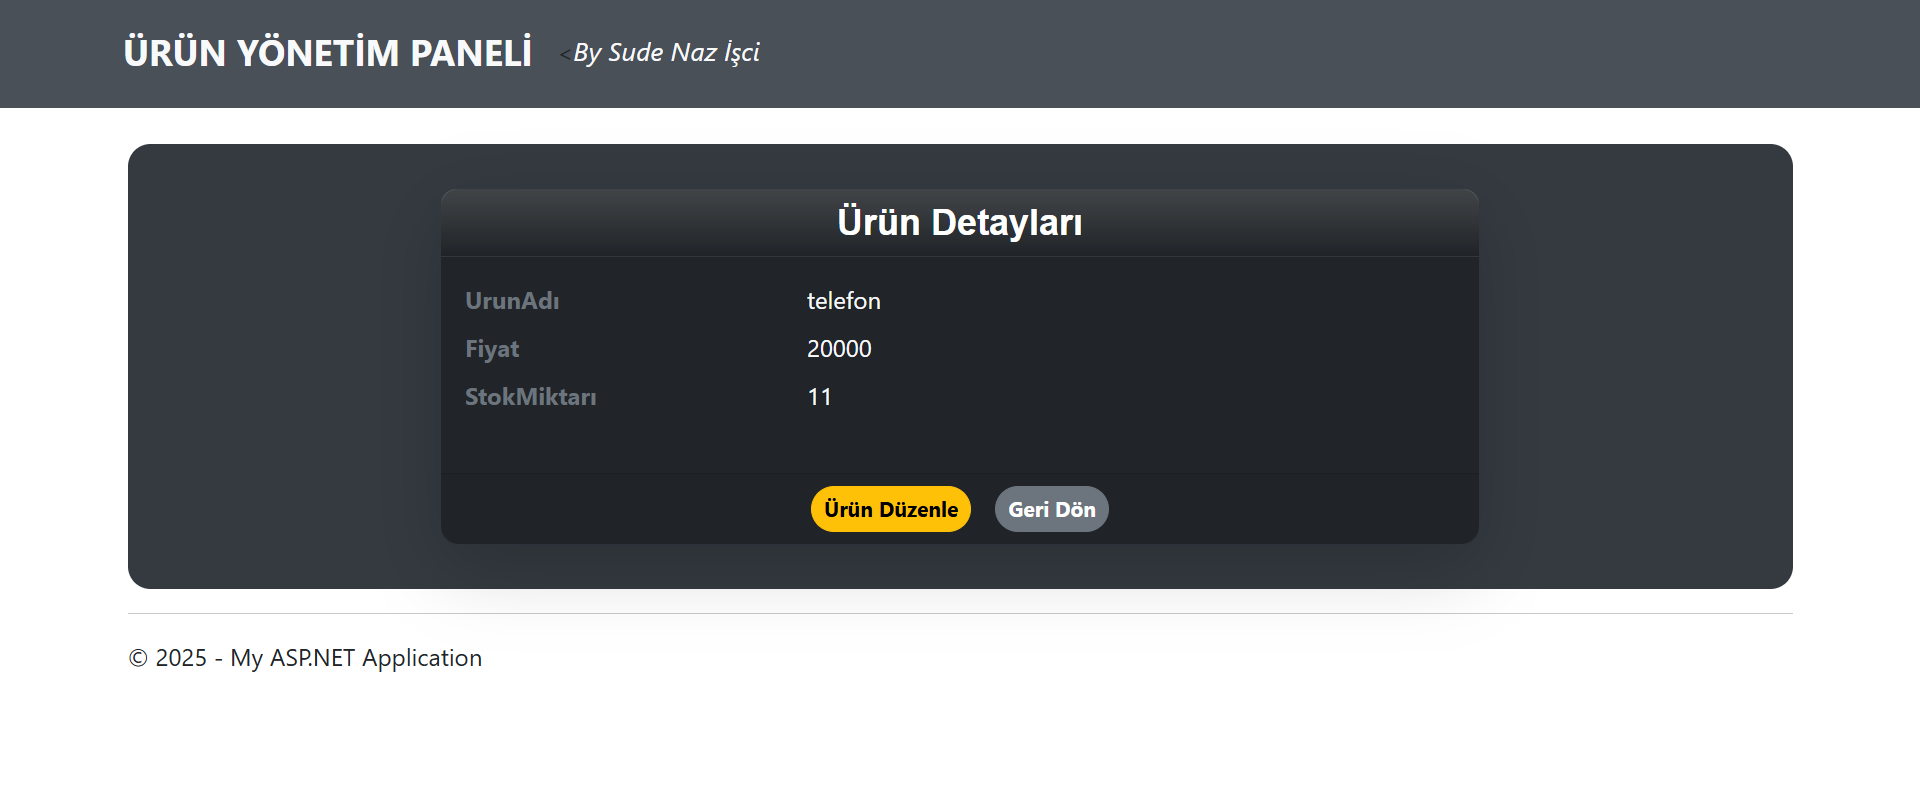 ÜRÜN YÖNETİM PANELİ <By Sude Naz İşci
Ürün Detayları
UrunAdı telefon
Fiyat 20000
StokMiktarı 11
Ürün Düzenle Geri Dön
© 2025 - My ASP.NET Application